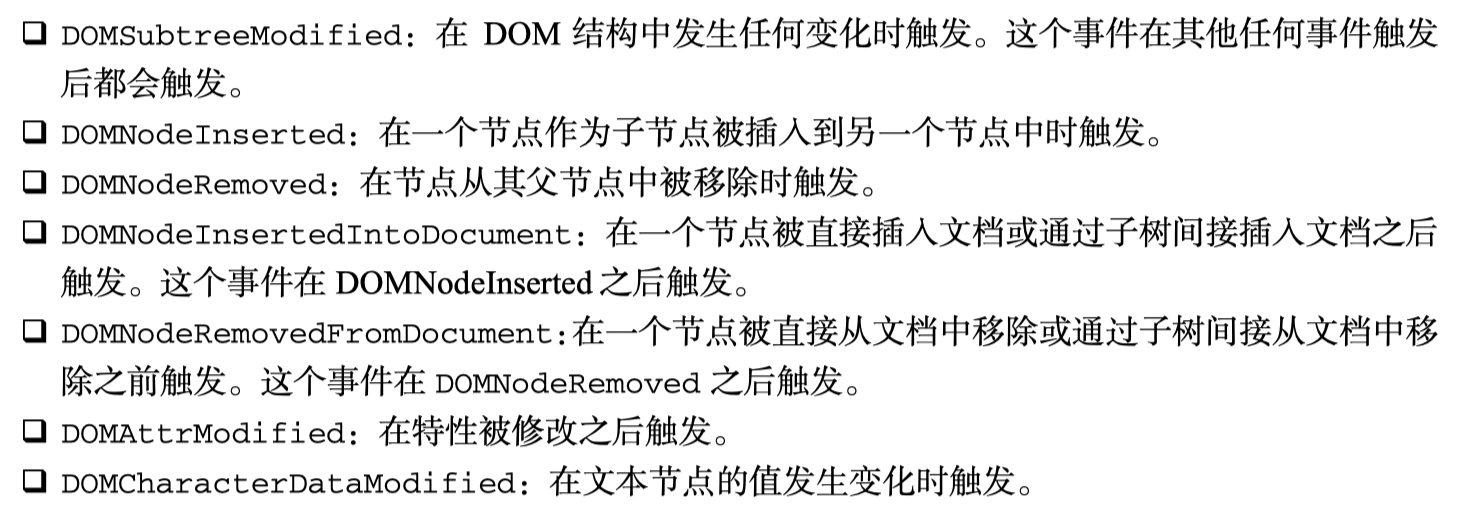 ❑ DOMSubtreeModified：在 DOM 结构中发生任何变化时触发。这个事件在其他任何事件触发
后都会触发。
❑ DOMNodeInserted：在一个节点作为子节点被插入到另一个节点中时触发。
❑ DOMNodeRemoved：在节点从其父节点中被移除时触发。
❑ DOMNodeInsertedIntoDocument：在一个节点被直接插入文档或通过子树间接插入文档之后
触发。这个事件在 DOMNodeInserted 之后触发。
❑ DOMNodeRemovedFromDocument:在一个节点被直接从文档中移除或通过子树间接从文档中移
除之前触发。这个事件在 DOMNodeRemoved 之后触发。
❑ DOMAttrModified：在特性被修改之后触发。
❑ DOMCharacterDataModified：在文本节点的值发生变化时触发。